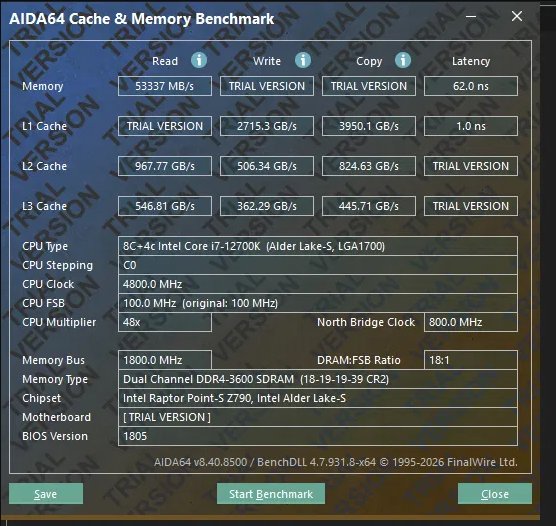 AIDA64 Cache & Memory Benchmark
Read Write Copy Latency
Memory 53337 MB/s TRIAL VERSION TRIAL VERSION 62.0 ns
L1 Cache TRIAL VERSION 2715.3 GB/s 3950.1 GB/s 1.0 ns
L2 Cache 967.77 GB/s 506.34 GB/s 824.63 GB/s TRIAL VERSION
L3 Cache 546.81 GB/s 362.29 GB/s 445.71 GB/s TRIAL VERSION
CPU Type 8C+4c Intel Core i7-12700K (Alder Lake-S, LGA1700)
CPU Stepping C0
CPU Clock 4800.0 MHz
CPU FSB 100.0 MHz (original: 100 MHz)
CPU Multiplier 48x North Bridge Clock 800.0 MHz
Memory Bus 1800.0 MHz DRAM:FSB Ratio 18:1
Memory Type Dual Channel DDR4-3600 SDRAM (18-19-19-39 CR2)
Chipset Intel Raptor Point-S Z790, Intel Alder Lake-S
Motherboard [ TRIAL VERSION ]
BIOS Version 1805
AIDA64 v8.40.8500 / BenchDLL 4.7.931.8-x64 © 1995-2026 FinalWire Ltd.
Save Start Benchmark Close
TRIAL VERSION